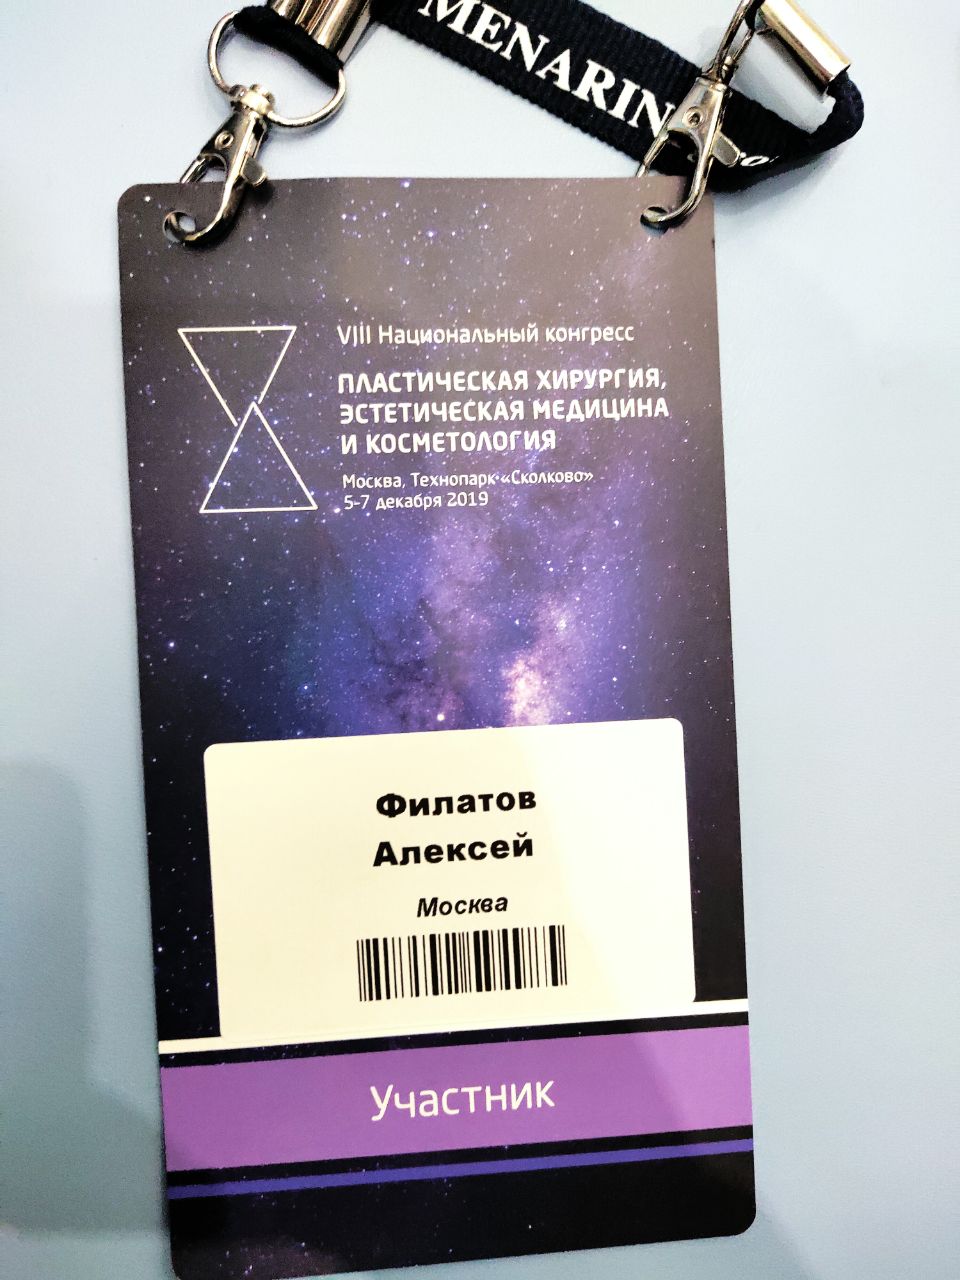 MENARIN
VIII Национальный конгресс
ПЛАСТИЧЕСКАЯ ХИРУРГИЯ,
ЭСТЕТИЧЕСКАЯ МЕДИЦИНА
И КОСМЕТОЛОГИЯ
Москва, Технопарк «Сколково»
5-7 декабря 2019
Филатов
Алексей
Москва
Участник